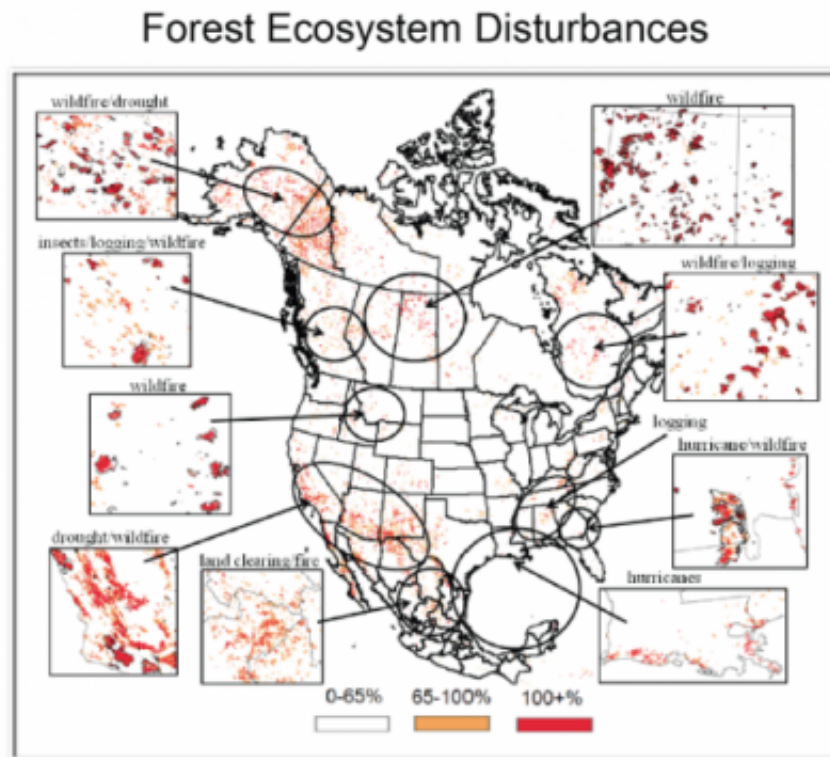 Forest Ecosystem Disturbances
wildfire/drought
wildfire
insects/logging/wildfire
wildfire/logging
wildfire
logging
hurricane/wildfire
drought/wildfire
land clearing/fire
hurricanes
0-65%
65-100%
100+%